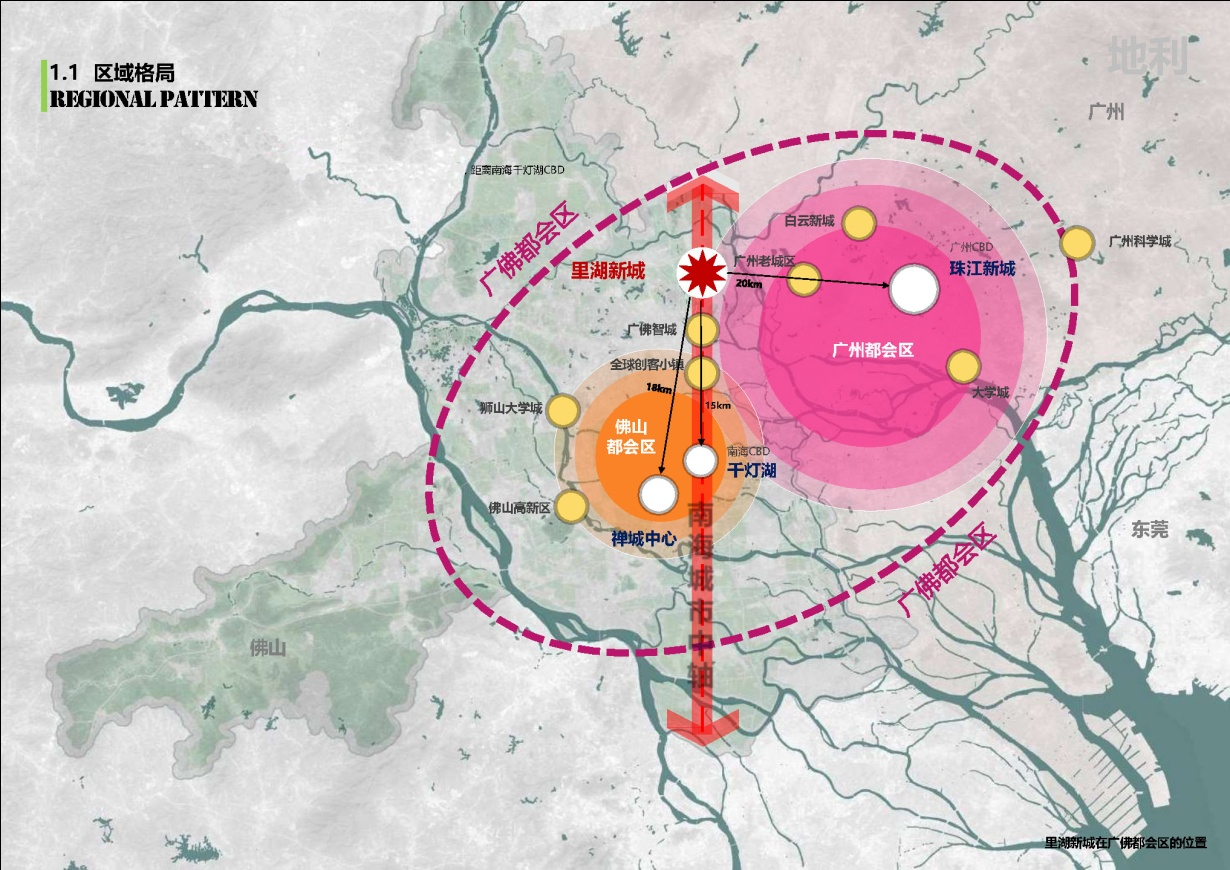 地利
1.1 区域格局
REGIONAL PATTERN
广州
距离南海千灯湖CBD
广佛都会区
白云新城
广州科学城
广州CBD
珠江新城
里湖新城
广州老城区
20km
广佛智城
广州都会区
全球创客小镇
18km
15km
大学城
狮山大学城
佛山
都会区
南海CBD
千灯湖
佛山高新区
禅城中心
南海城市中轴
东莞
广佛都会区
佛山
里湖新城在广佛都会区的位置